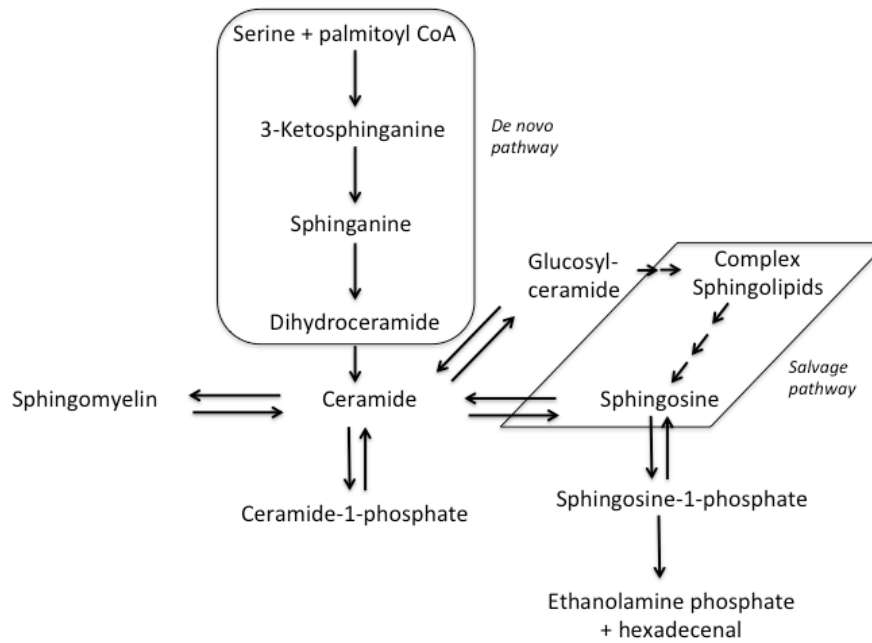 Serine + palmitoyl CoA
3-Ketosphinganine
De novo
pathway
Sphinganine
Glucosyl-
ceramide
Complex
Sphingolipids
Dihydroceramide
Salvage
pathway
Sphingomyelin
Ceramide
Sphingosine
Ceramide-1-phosphate
Sphingosine-1-phosphate
Ethanolamine phosphate
+ hexadecenal